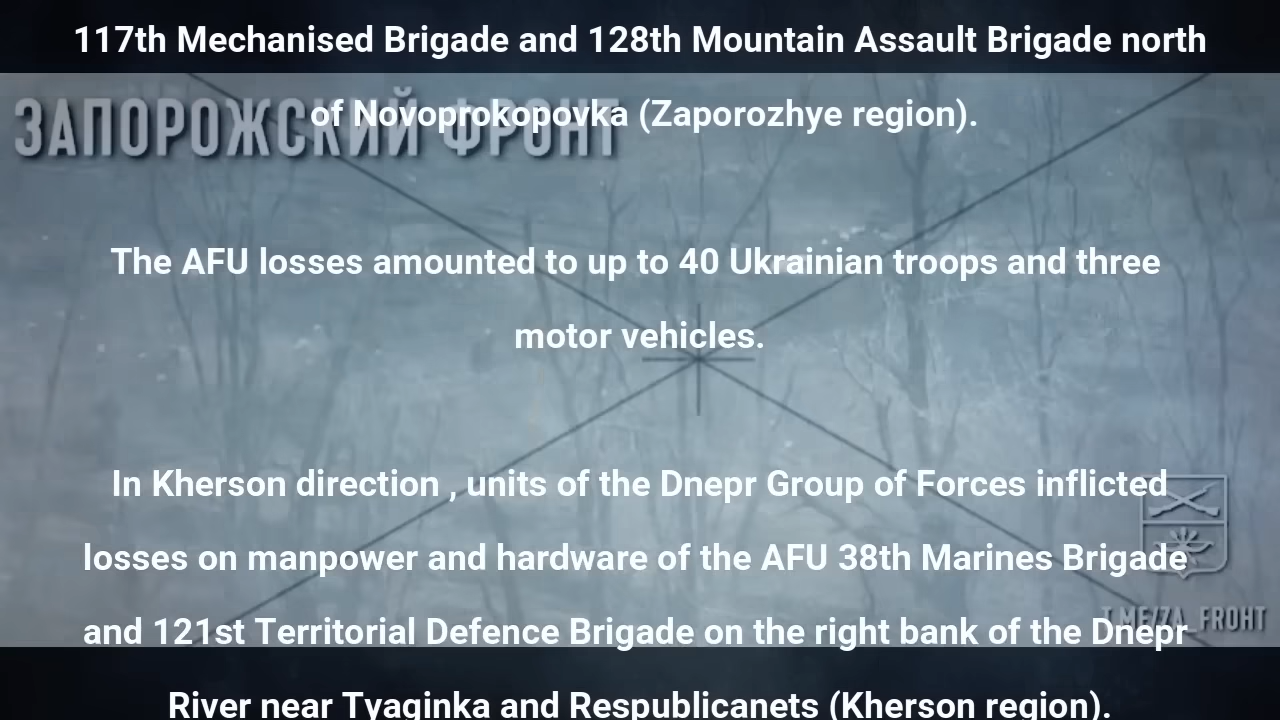 117th Mechanised Brigade and 128th Mountain Assault Brigade north
ЗАПОРОЖСКИЙ ФРОНТ
of Novoprokopovka (Zaporozhye region).
The AFU losses amounted to up to 40 Ukrainian troops and three
motor vehicles.
In Kherson direction , units of the Dnepr Group of Forces inflicted
losses on manpower and hardware of the AFU 38th Marines Brigade
T.ME/ZA_FRONT
and 121st Territorial Defence Brigade on the right bank of the Dnepr
River near Tyaginka and Respublicanets (Kherson region).